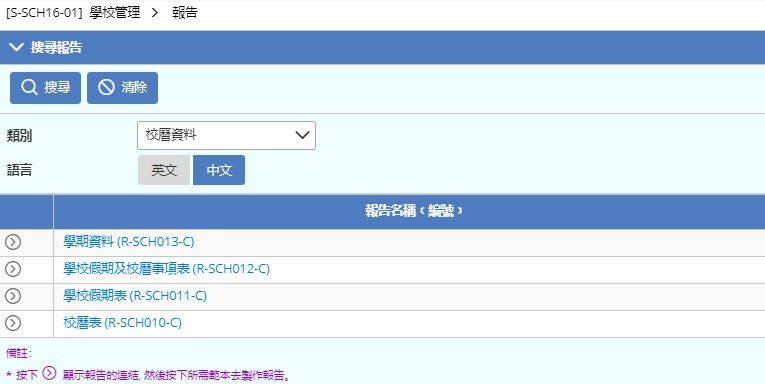 [S-SCH16-01] 學校管理 > 報告
搜尋報告
搜尋 清除
類別 校曆資料
語言 英文 中文
報告名稱﹙編號﹚
學期資料 (R-SCH013-C)
學校假期及校曆事項表 (R-SCH012-C)
學校假期表 (R-SCH011-C)
校曆表 (R-SCH010-C)
備註:
* 按下 顯示報告的連結, 然後按下所需範本去製作報告。